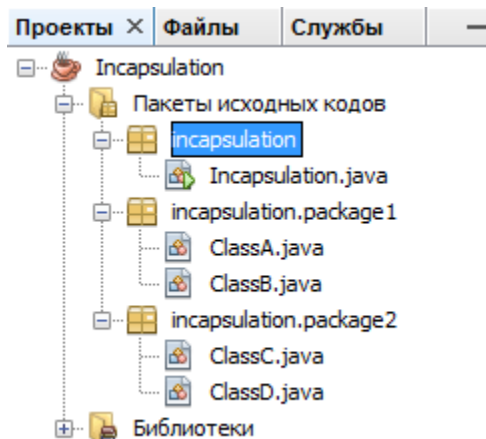 Проекты × Файлы Службы
Incapsulation
Пакеты исходных кодов
incapsulation
Incapsulation.java
incapsulation.package1
ClassA.java
ClassB.java
incapsulation.package2
ClassC.java
ClassD.java
Библиотеки